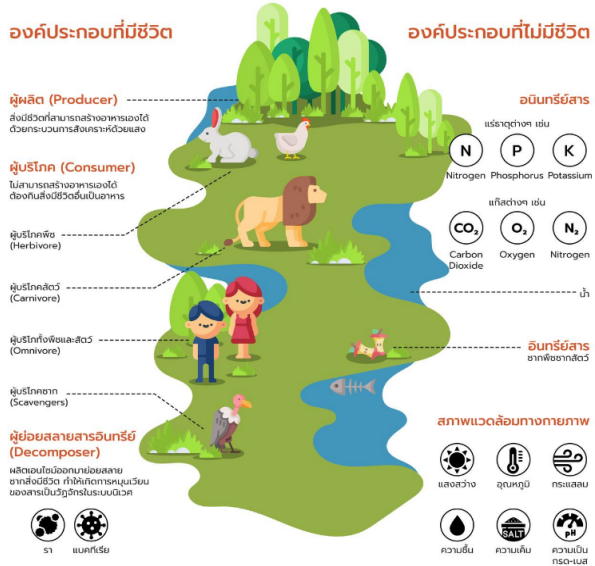 องค์ประกอบที่มีชีวิต
ผู้ผลิต (Producer)
สิ่งมีชีวิตที่สามารถสร้างอาหารเองได้
ด้วยกระบวนการสังเคราะห์ด้วยแสง
ผู้บริโภค (Consumer)
ไม่สามารถสร้างอาหารเองได้
ต้องกินสิ่งมีชีวิตอื่นเป็นอาหาร
ผู้บริโภคพืช
(Herbivore)
ผู้บริโภคสัตว์
(Carnivore)
ผู้บริโภคทั้งพืชและสัตว์
(Omnivore)
ผู้บริโภคซาก
(Scavengers)
ผู้ย่อยสลายสารอินทรีย์
(Decomposer)
ผลิตเอนไซม์ออกมาย่อยสลาย
ซากสิ่งมีชีวิต ทำให้เกิดการหมุนเวียน
ของสารเป็นวัฏจักรในระบบนิเวศ
รา
แบคทีเรีย
องค์ประกอบที่ไม่มีชีวิต
อนินทรีย์สาร
แร่ธาตุต่างๆ เช่น
N P K
Nitrogen Phosphorus Potassium
แก๊สต่างๆ เช่น
CO₂ O₂ N₂
Carbon Oxygen Nitrogen
Dioxide
น้ำ
อินทรีย์สาร
ซากพืชซากสัตว์
สภาพแวดล้อมทางกายภาพ
แสงสว่าง อุณหภูมิ กระแสลม
SALT pH
ความชื้น ความเค็ม ความเป็น
กรด-เบส